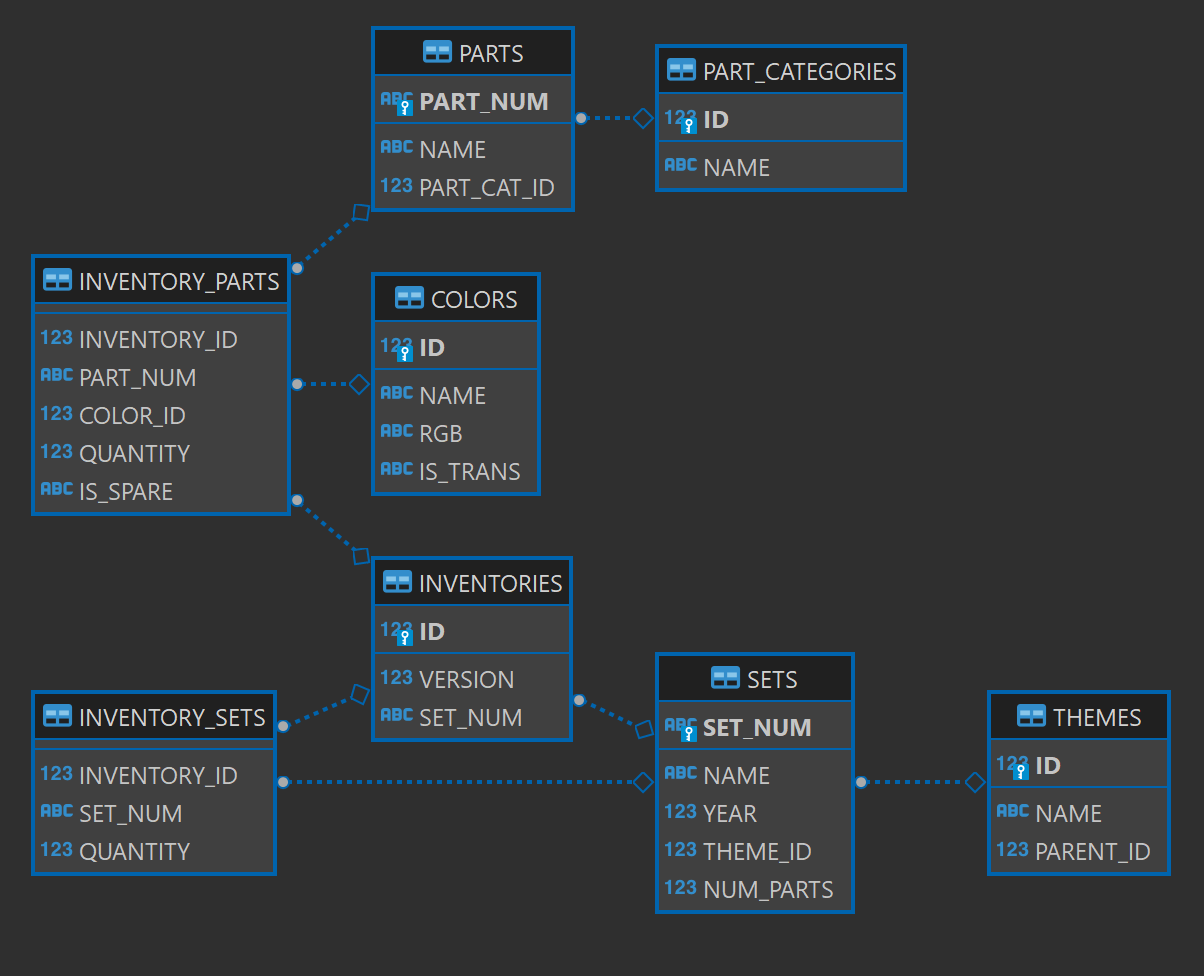 PARTS
ABC PART_NUM
ABC NAME
123 PART_CAT_ID
PART_CATEGORIES
123 ID
ABC NAME
INVENTORY_PARTS
123 INVENTORY_ID
ABC PART_NUM
123 COLOR_ID
123 QUANTITY
ABC IS_SPARE
COLORS
123 ID
ABC NAME
ABC RGB
ABC IS_TRANS
INVENTORIES
123 ID
123 VERSION
ABC SET_NUM
INVENTORY_SETS
123 INVENTORY_ID
ABC SET_NUM
123 QUANTITY
SETS
ABC SET_NUM
ABC NAME
123 YEAR
123 THEME_ID
123 NUM_PARTS
THEMES
123 ID
ABC NAME
123 PARENT_ID